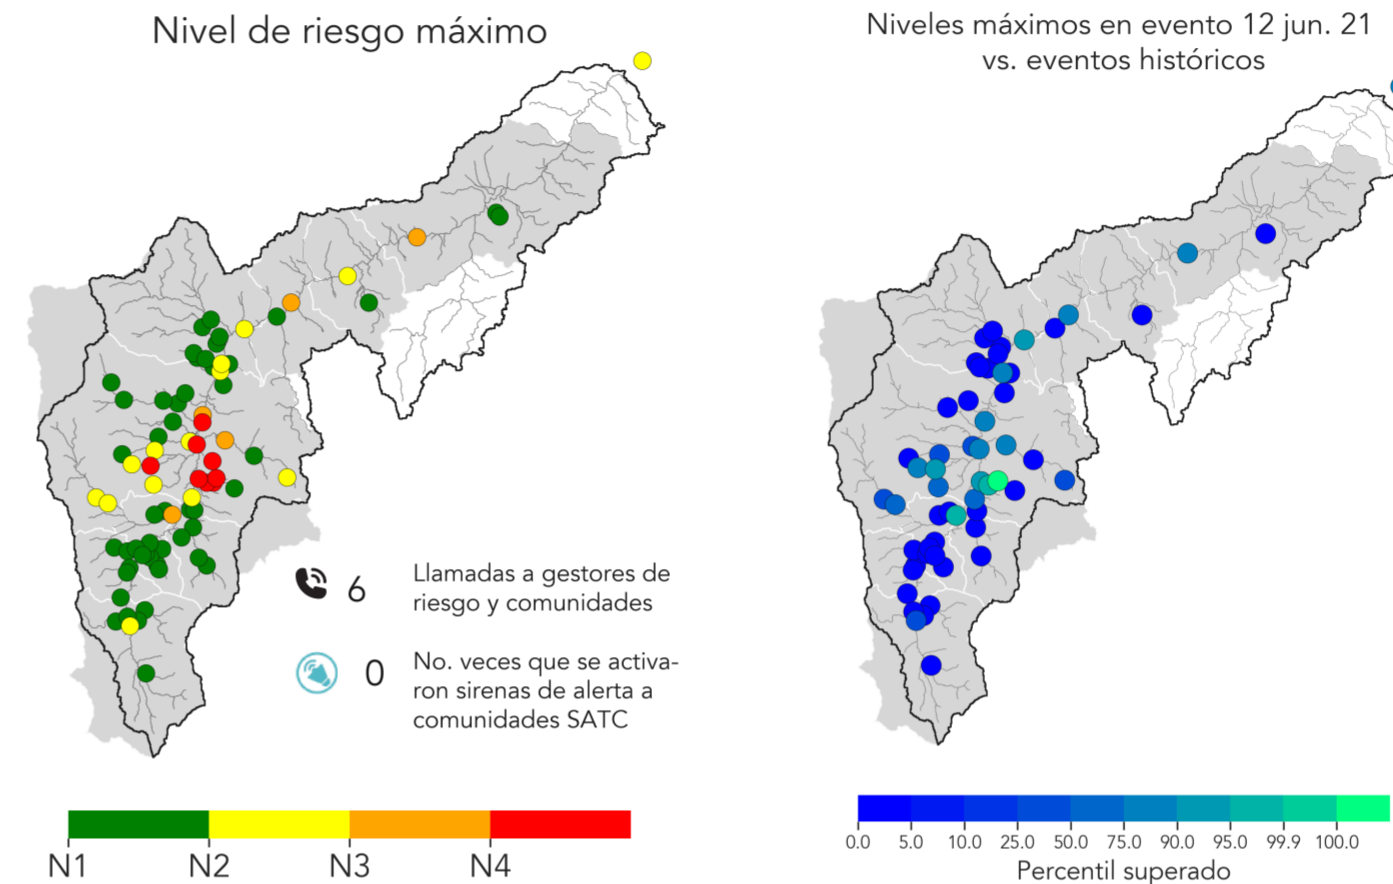 Nivel de riesgo máximo
Niveles máximos en evento 12 jun. 21
vs. eventos históricos
6
Llamadas a gestores de
riesgo y comunidades
0
No. veces que se activa-
ron sirenas de alerta a
comunidades SATC
N1 N2 N3 N4
0.0 5.0 10.0 25.0 50.0 75.0 90.0 95.0 99.9 100.0
Percentil superado